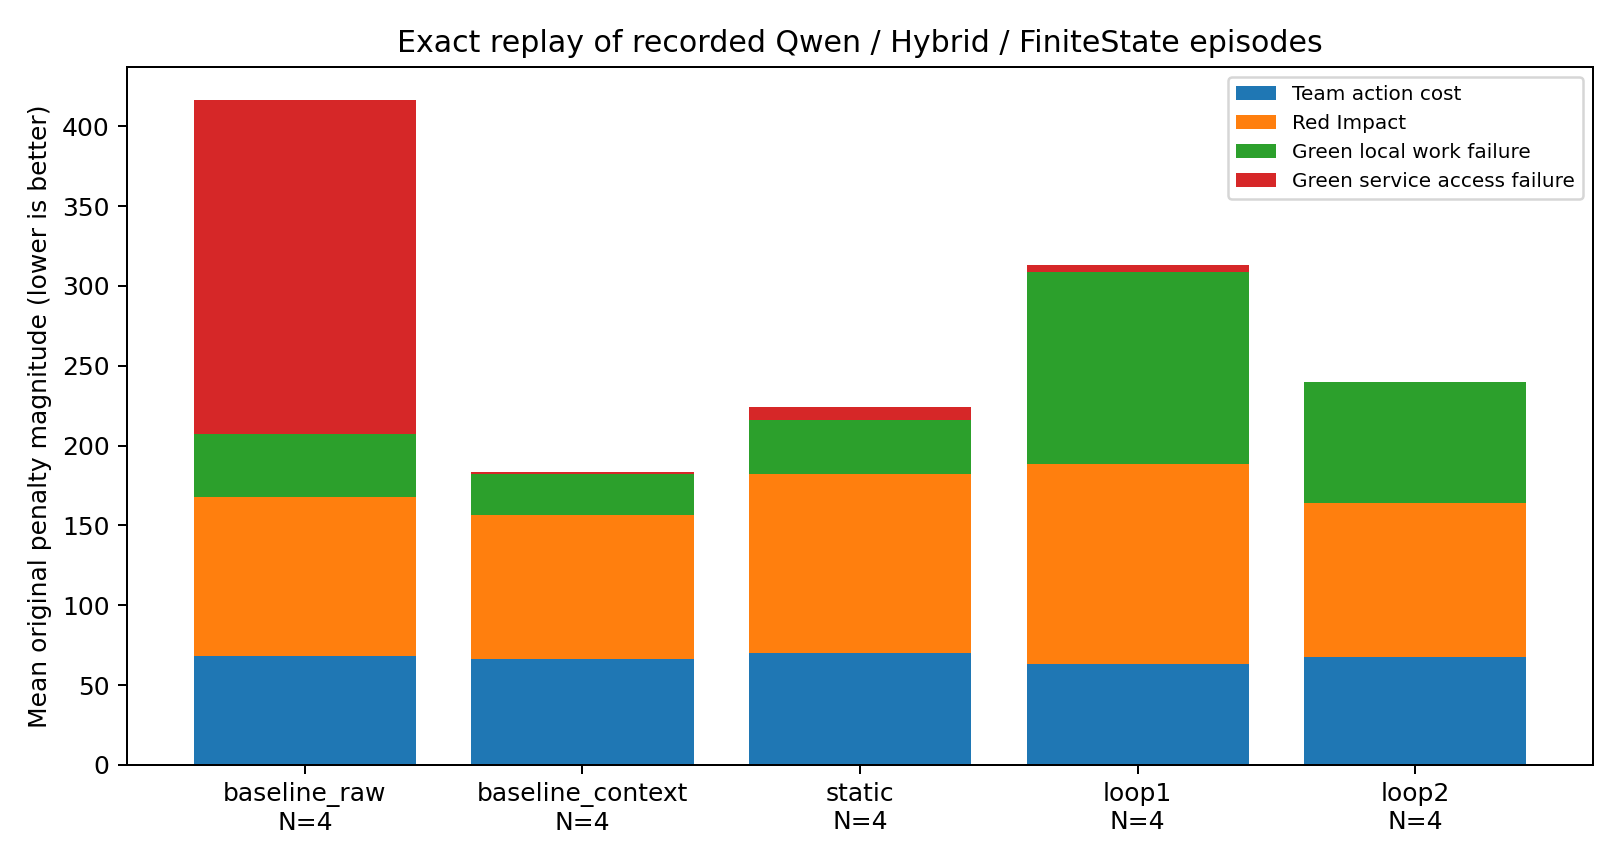 Exact replay of recorded Qwen / Hybrid / FiniteState episodes
Mean original penalty magnitude (lower is better)
400
350
300
250
200
150
100
50
0
Team action cost
Red Impact
Green local work failure
Green service access failure
baseline_raw
N=4
baseline_context
N=4
static
N=4
loop1
N=4
loop2
N=4